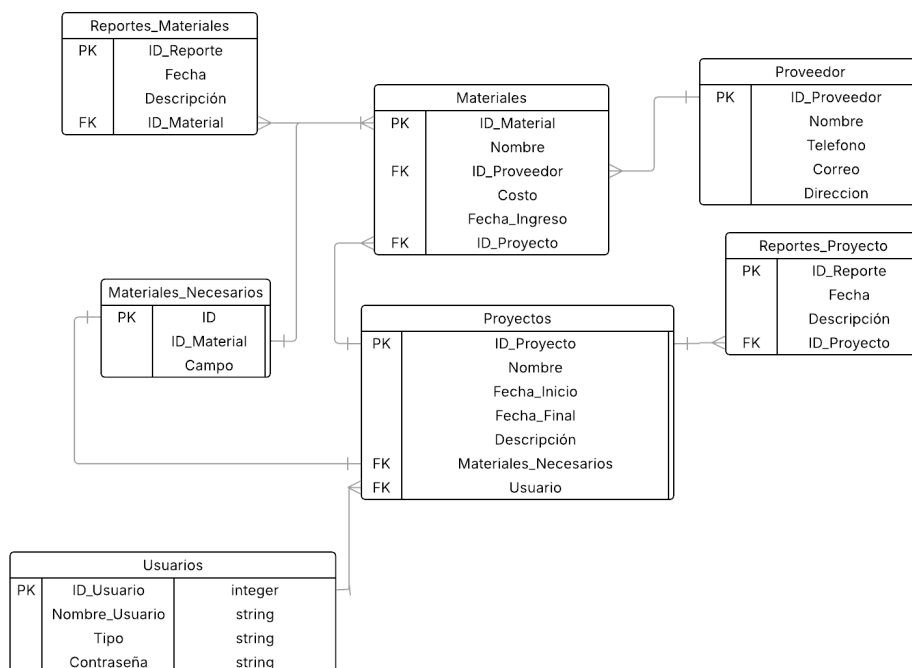 Reportes_Materiales
PK ID_Reporte
Fecha
Descripción
FK ID_Material
Materiales
PK ID_Material
Nombre
FK ID_Proveedor
Costo
Fecha_Ingreso
FK ID_Proyecto
Proveedor
PK ID_Proveedor
Nombre
Telefono
Correo
Direccion
Reportes_Proyecto
PK ID_Reporte
Fecha
Descripción
FK ID_Proyecto
Materiales_Necesarios
PK ID
ID_Material
Campo
Proyectos
PK ID_Proyecto
Nombre
Fecha_Inicio
Fecha_Final
Descripción
FK Materiales_Necesarios
FK Usuario
Usuarios
PK ID_Usuario integer
Nombre_Usuario string
Tipo string
Contraseña string